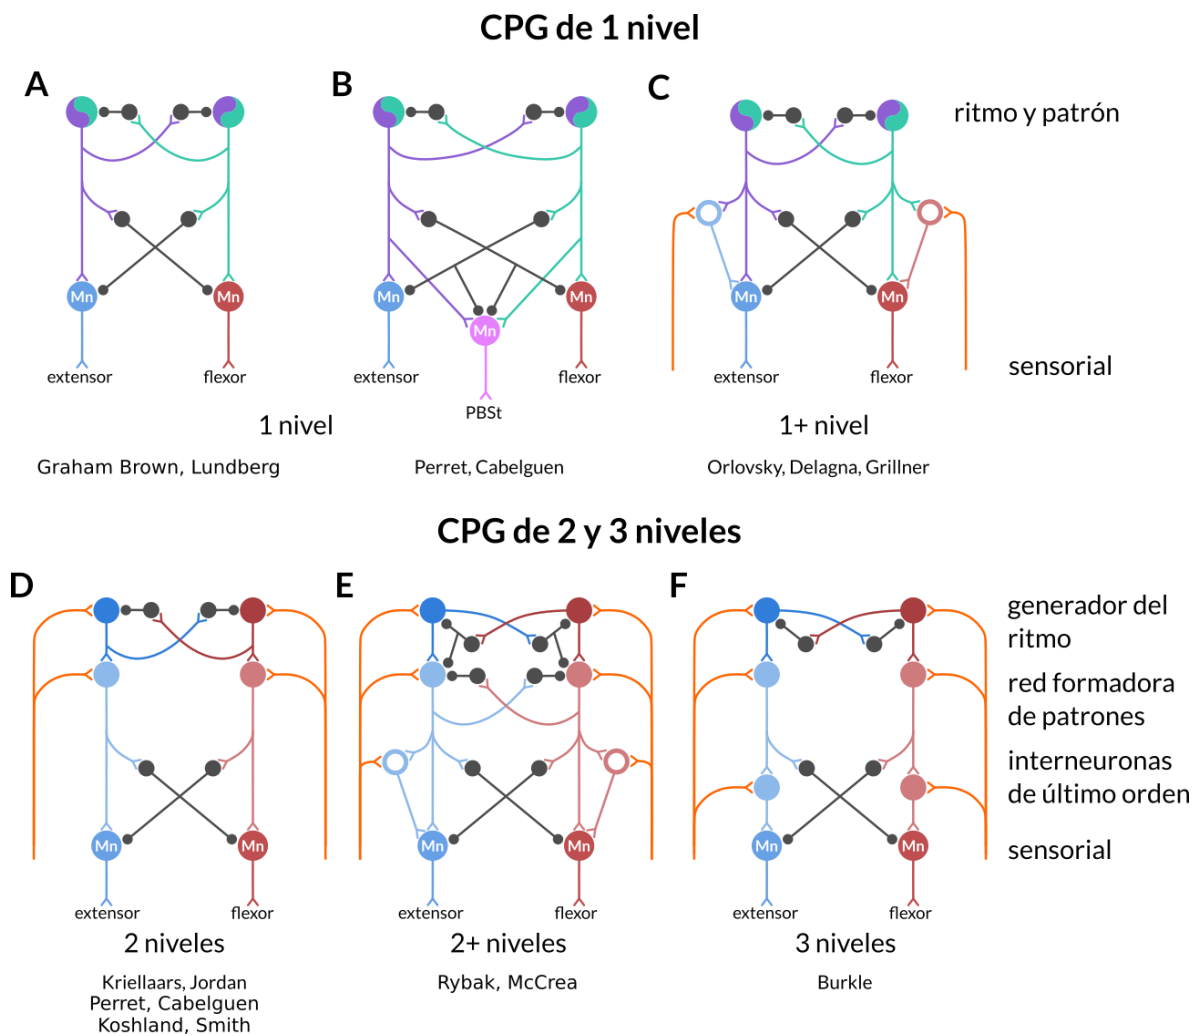 CPG de 1 nivel
A
B
C
ritmo y patrón
Mn
Mn
Mn
Mn
Mn
Mn
Mn
extensor
flexor
extensor
flexor
PBSt
extensor
flexor
sensorial
1 nivel
1+ nivel
Graham Brown, Lundberg
Perret, Cabelguen
Orlovsky, Delagna, Grillner
CPG de 2 y 3 niveles
D
E
F
generador del
ritmo
red formadora
de patrones
interneuronas
de último orden
Mn
Mn
Mn
Mn
Mn
Mn
sensorial
extensor
flexor
extensor
flexor
extensor
flexor
2 niveles
2+ niveles
3 niveles
Kriellaars, Jordan
Perret, Cabelguen
Koshland, Smith
Rybak, McCrea
Burkle